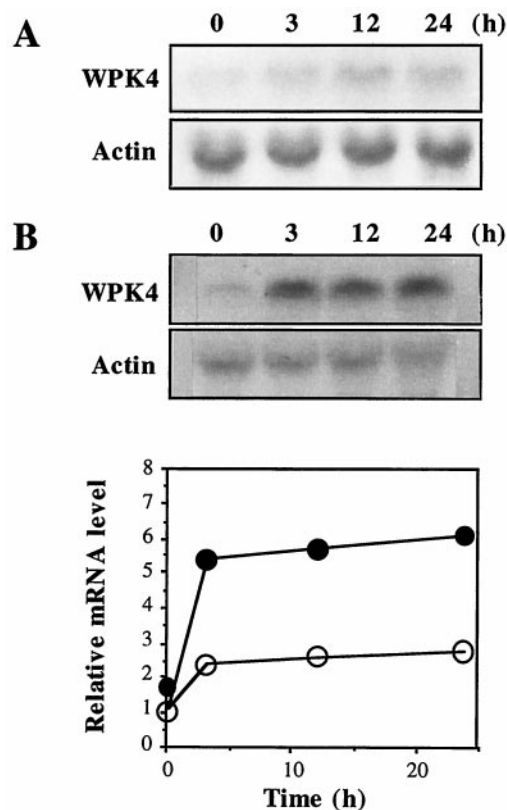 A
0 3 12 24 (h)
WPK4
Actin
B
0 3 12 24 (h)
WPK4
Actin
Relative mRNA level
8
7
6
5
4
3
2
1
0
0 10 20
Time (h)